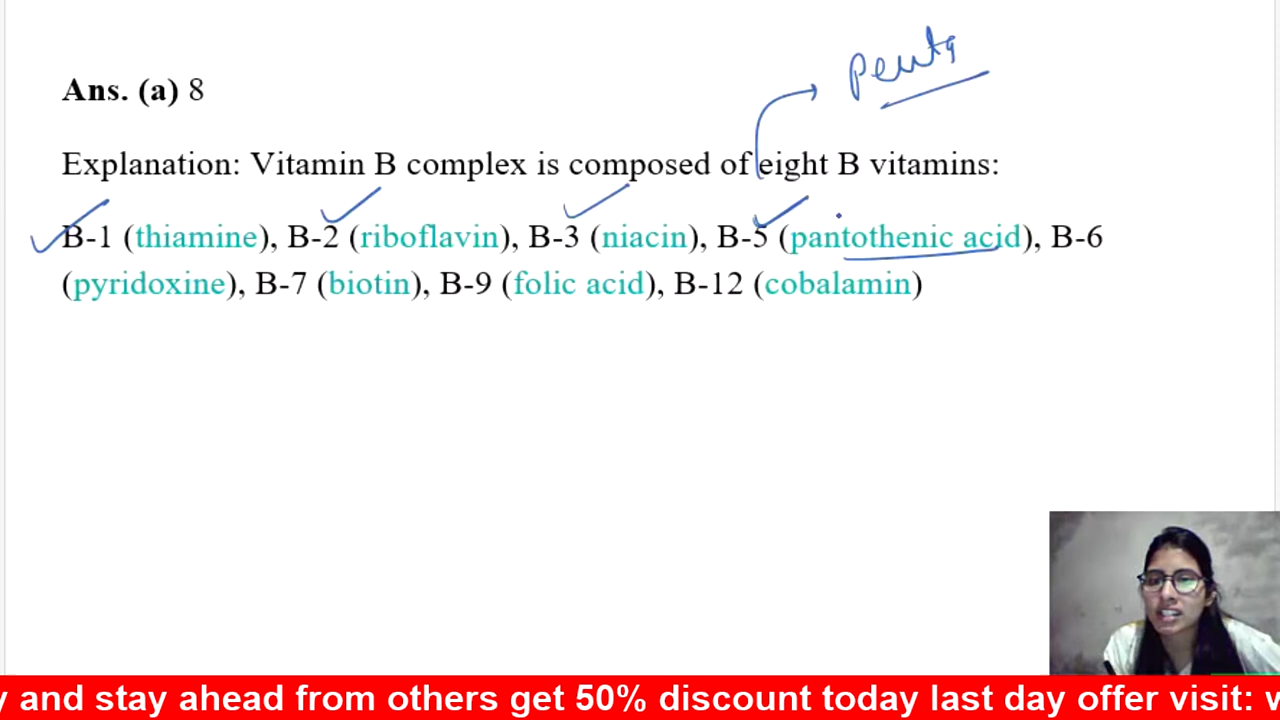 Penta
Ans. (a) 8
Explanation: Vitamin B complex is composed of eight B vitamins:
B-1 (thiamine), B-2 (riboflavin), B-3 (niacin), B-5 (pantothenic acid), B-6
(pyridoxine), B-7 (biotin), B-9 (folic acid), B-12 (cobalamin)
y and stay ahead from others get 50% discount today last day offer visit: w